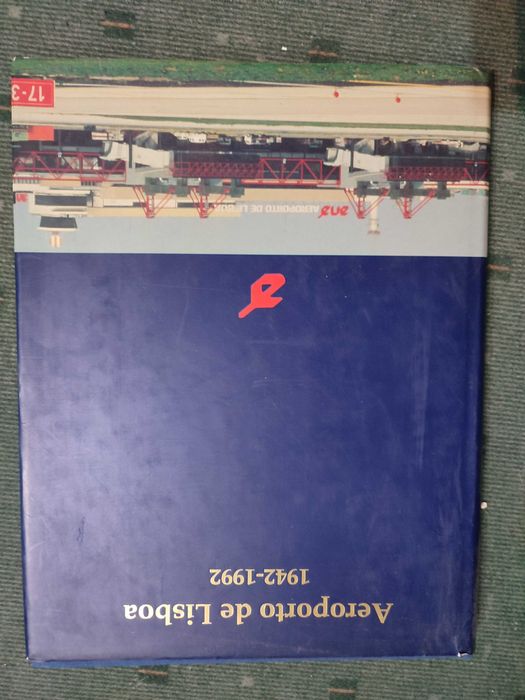 Aeroporto de Lisboa
1942-1992
ana AEROPORTO DE LISBOA
17-3